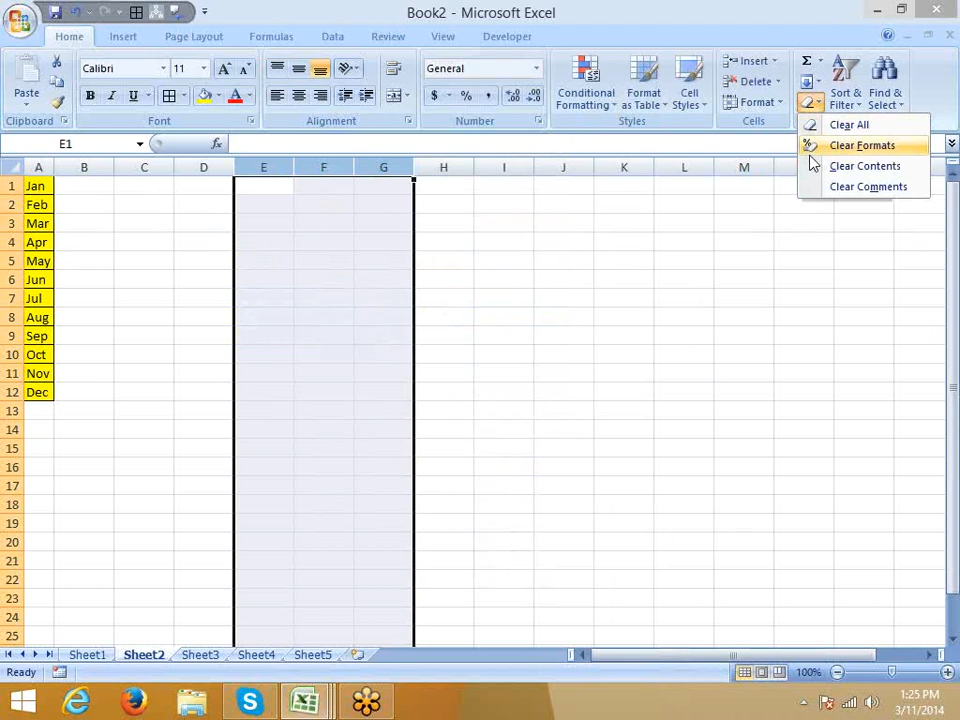 Book2 - Microsoft Excel
Home Insert Page Layout Formulas Data Review View Developer
Paste
Calibri 11
B I U
General
$ % ,
Conditional Formatting
Format as Table
Cell Styles
Insert
Delete
Format
Σ
Sort & Filter
Find & Select
Clipboard Font Alignment Number Styles Cells
Clear All
Clear Formats
Clear Contents
Clear Comments
E1 fx
A B C D E F G H I J K L M
1 Jan
2 Feb
3 Mar
4 Apr
5 May
6 Jun
7 Jul
8 Aug
9 Sep
10 Oct
11 Nov
12 Dec
13
14
15
16
17
18
19
20
21
22
23
24
25
Sheet1 Sheet2 Sheet3 Sheet4 Sheet5
Ready 100%
1:25 PM
3/11/2014